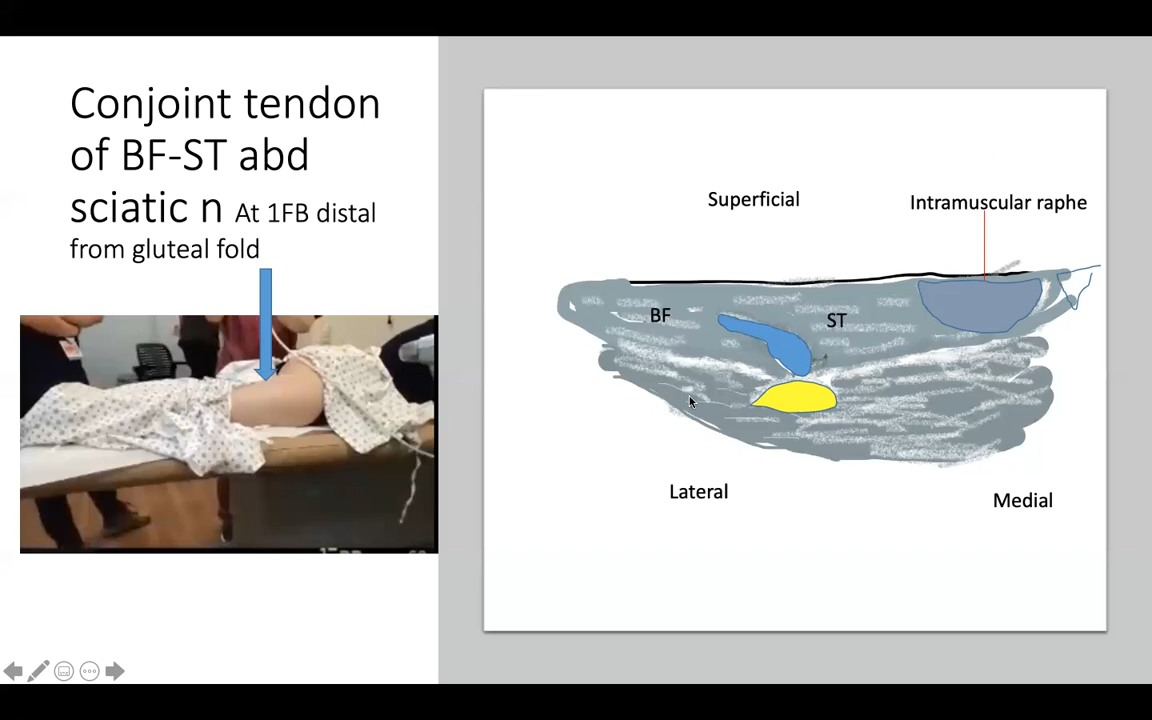 Conjoint tendon
of BF-ST abd
sciatic n At 1FB distal
from gluteal fold
Superficial
Intramuscular raphe
BF
ST
Lateral
Medial